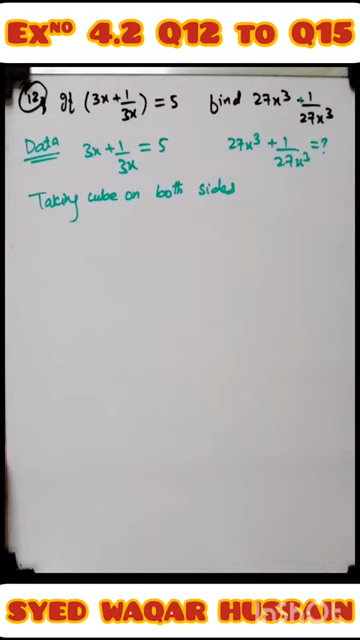 Ex^NO 4.2 Q12 TO Q15
12, If (3x + 1/3x) = 5 find 27x³ + 1/27x³
Data 3x + 1/3x = 5 27x³ + 1/27x³ = ?
Taking cube on both sides
SYED WAQAR HUSSAIN
InShot